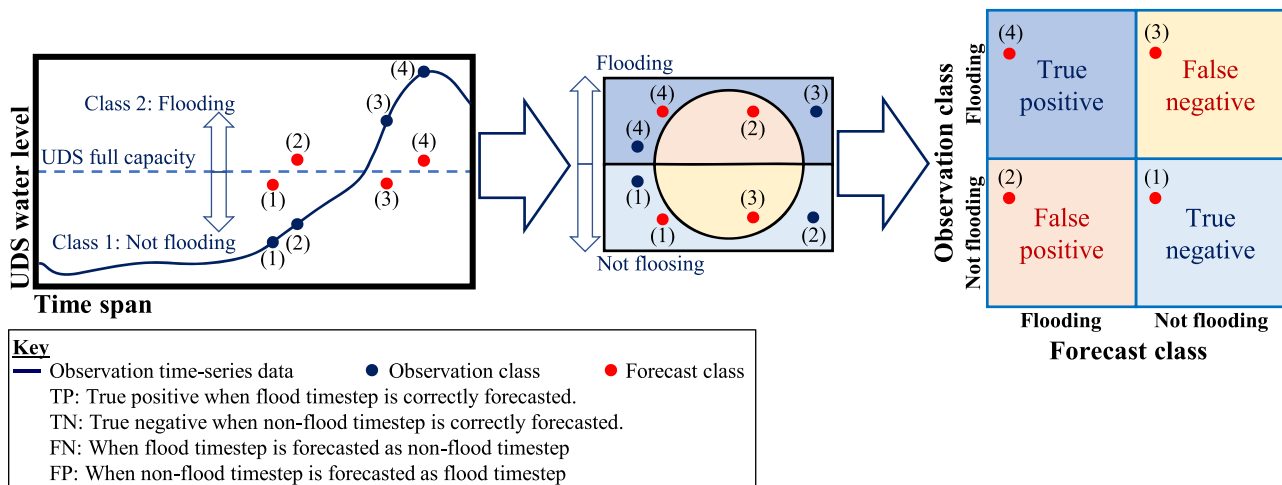 UDS water level
Class 2: Flooding
UDS full capacity
Class 1: Not flooding
(1)
(2)
(1)
(2)
(3)
(4)
(3)
(4)
Time span
Flooding
(4)
(4)
(2)
(3)
(1)
(1)
(3)
(2)
Not floosing
Observation class
Flooding
Not flooding
(4)
True
positive
(3)
False
negative
(2)
False
positive
(1)
True
negative
Flooding
Not flooding
Forecast class
Key
Observation time-series data
Observation class
Forecast class
TP: True positive when flood timestep is correctly forecasted.
TN: True negative when non-flood timestep is correctly forecasted.
FN: When flood timestep is forecasted as non-flood timestep
FP: When non-flood timestep is forecasted as flood timestep